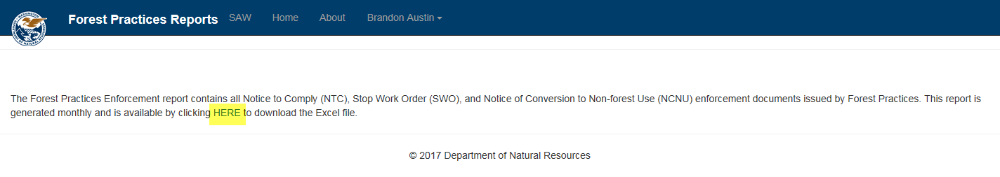 Forest Practices Reports SAW Home About Brandon Austin
The Forest Practices Enforcement report contains all Notice to Comply (NTC), Stop Work Order (SWO), and Notice of Conversion to Non-forest Use (NCNU) enforcement documents issued by Forest Practices. This report is
generated monthly and is available by clicking HERE to download the Excel file.
© 2017 Department of Natural Resources